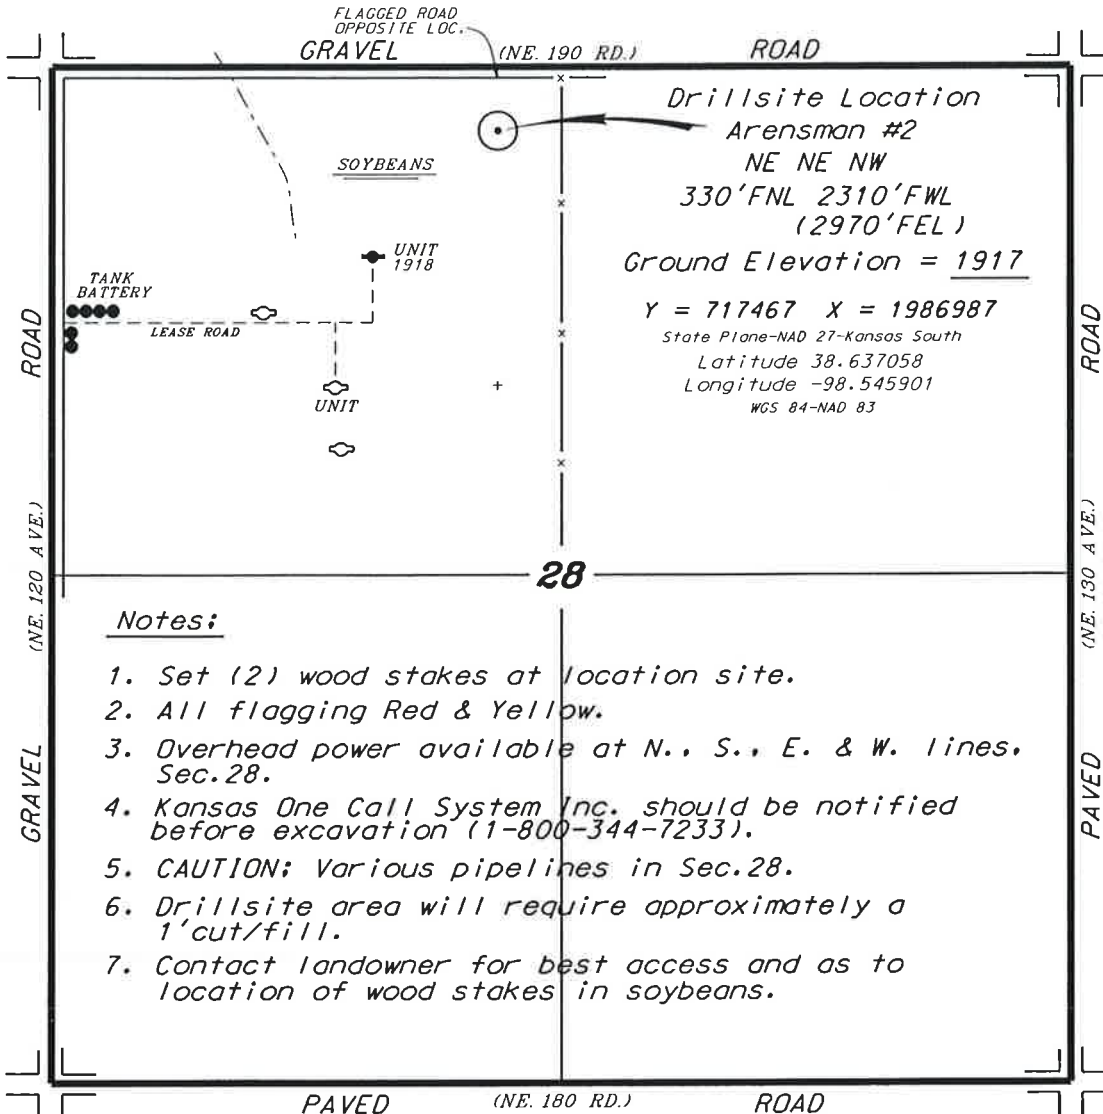 FLAGGED ROAD
OPPOSITE LOC.
GRAVEL (NE. 190 RD.) ROAD
Drillsite Location
Arensman #2
NE NE NW
330'FNL 2310'FWL
(2970'FEL)
Ground Elevation = 1917
Y = 717467 X = 1986987
State Plane-NAD 27-Kansas South
Latitude 38.637058
Longitude -98.545901
WGS 84-NAD 83
SOYBEANS
UNIT
1918
TANK
BATTERY
LEASE ROAD
UNIT
ROAD
(NE. 120 AVE.)
GRAVEL
ROAD
(NE. 130 AVE.)
PAVED
28
Notes:
1. Set (2) wood stakes at location site.
2. All flagging Red & Yellow.
3. Overhead power available at N., S., E. & W. lines,
Sec.28.
4. Kansas One Call System Inc. should be notified
before excavation (1-800-344-7233).
5. CAUTION: Various pipelines in Sec.28.
6. Drillsite area will require approximately a
1'cut/fill.
7. Contact landowner for best access and as to
location of wood stakes in soybeans.
PAVED (NE. 180 RD.) ROAD